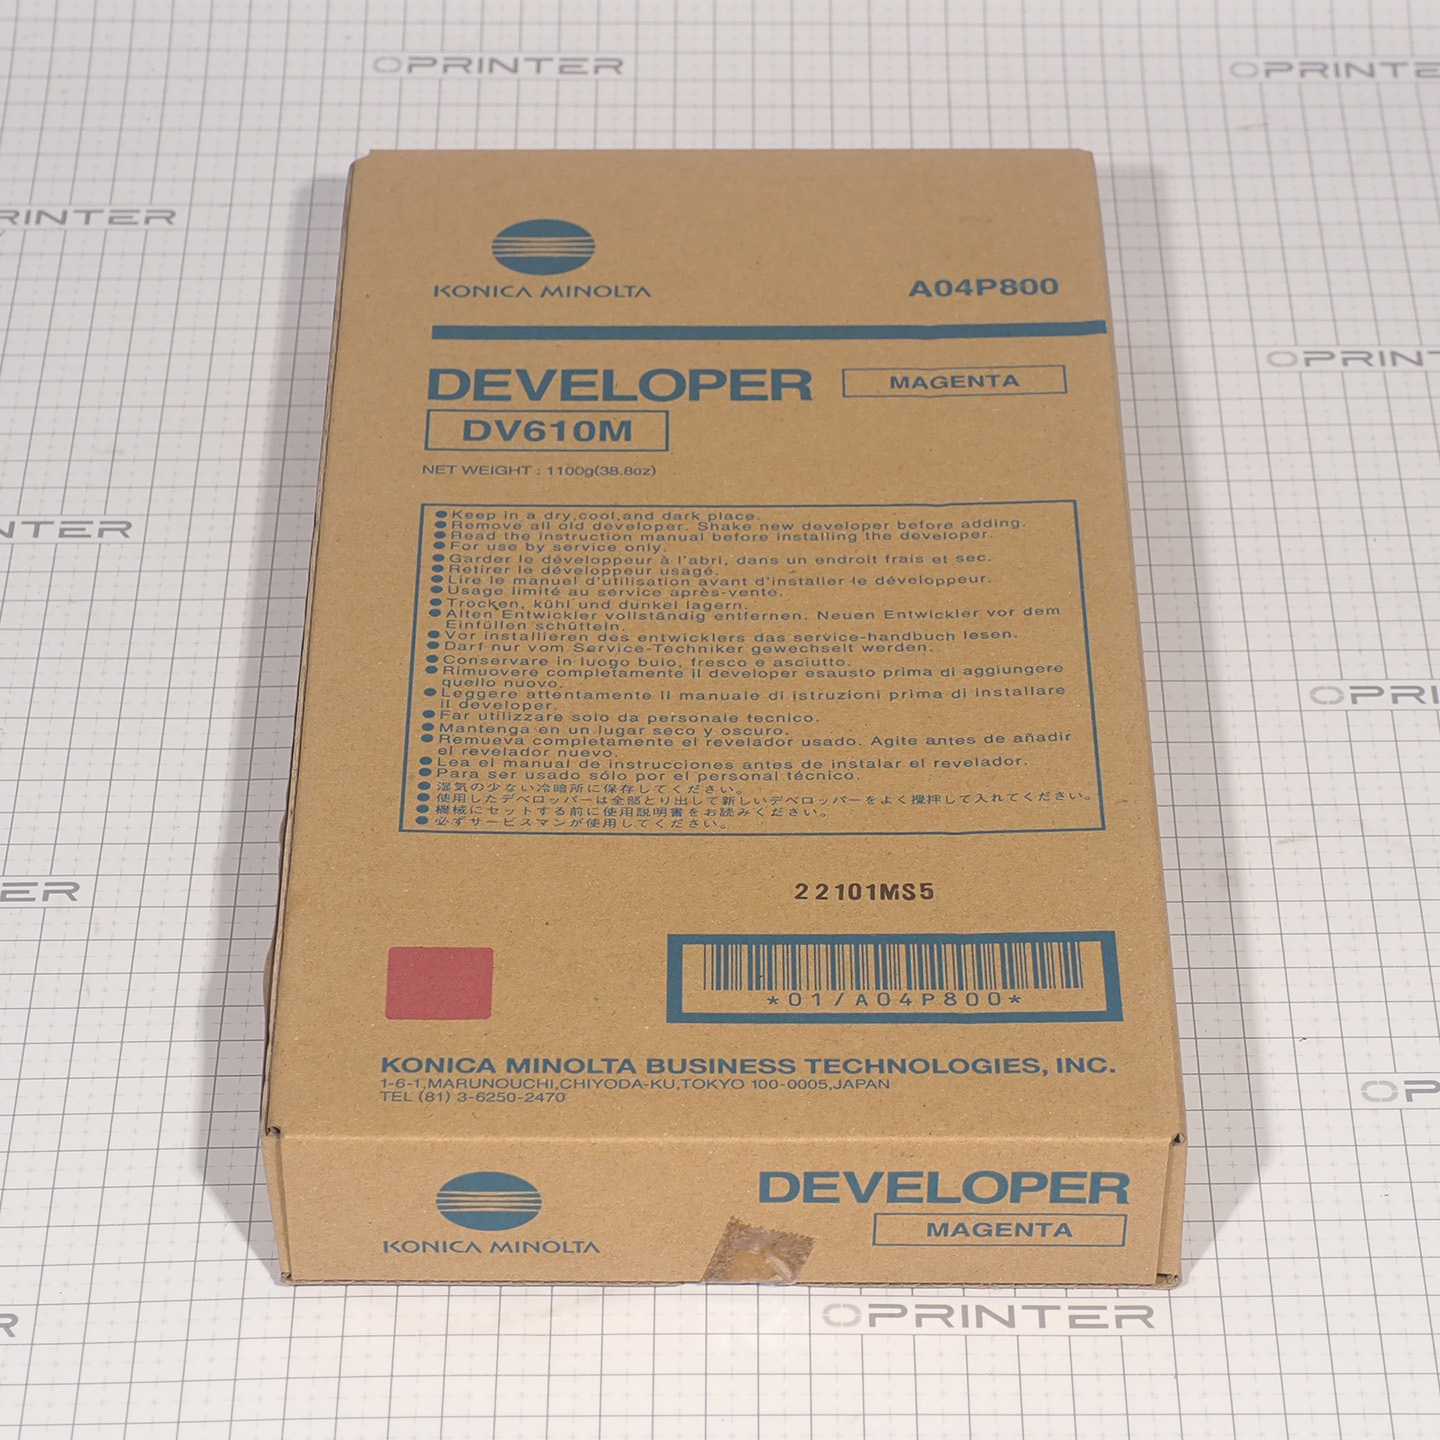 OPRINTER
OPRINTE
RINTER
KONICA MINOLTA
A04P800
OPRINT
DEVELOPER
MAGENTA
DV610M
NET WEIGHT : 1100g(38.8oz)
●Keep in a dry,cool,and dark place.
●Remove all old developer. Shake new developer before adding.
●Read the instruction manual before installing the developer.
●For use by service only.
●Garder le développeur à l'abri, dans un endroit frais et sec.
●Retirer le développeur usagé.
●Lire le manuel d'utilisation avant d'installer le développeur.
●Usage limité au service après-vente.
●Trocken, kühl und dunkel lagern.
●Alten Entwickler vollständig entfernen. Neuen Entwickler vor dem
Einfüllen schütteln.
●Vor installieren des entwicklers das service-handbuch lesen.
●Darf nur vom Service-Techniker gewechselt werden.
●Conservare in luogo buio, fresco e asciutto.
●Rimuovere completamente il developer esausto prima di aggiungere
quello nuovo.
●Leggere attentamente il manuale di istruzioni prima di installare
il developer.
●Far utilizzare solo da personale tecnico.
●Mantenga en un lugar seco y oscuro.
●Remueva completamente el revelador usado. Agite antes de añadir
el revelador nuevo.
●Lea el manual de instrucciones antes de instalar el revelador.
●Para ser usado sólo por el personal técnico.
●湿気の少ない冷暗所に保存してください。
●使用したデベロッパーは全部とり出して新しいデベロッパーをよく攪拌して入れてください。
●機械にセットする前に使用説明書をお読みください。
●必ずサービスマンが使用してください。
NTER
OPRI
ER
22101MS5
*01/A04P800*
KONICA MINOLTA BUSINESS TECHNOLOGIES, INC.
1-6-1,MARUNOUCHI,CHIYODA-KU,TOKYO 100-0005,JAPAN
TEL (81) 3-6250-2470
OP
DEVELOPER
MAGENTA
KONICA MINOLTA
R
OPRINTER